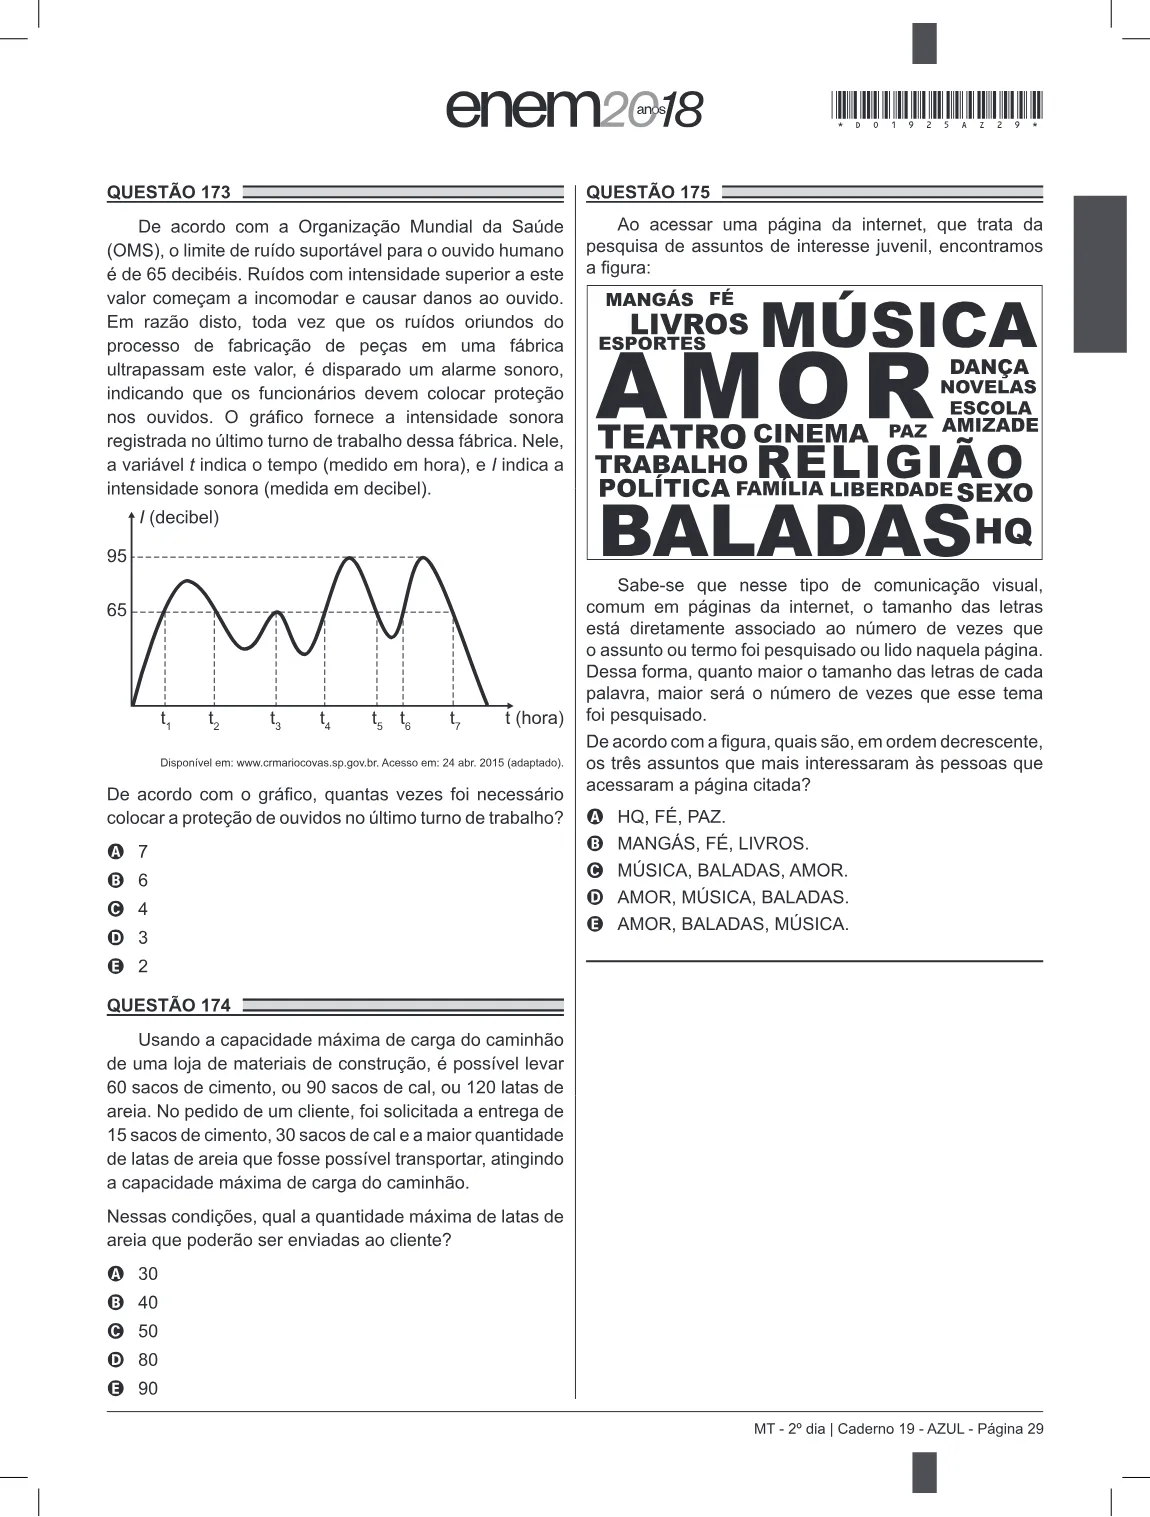 enem20anos18
*DO1925AZ29*
QUESTÃO 173
De acordo com a Organização Mundial da Saúde
(OMS), o limite de ruído suportável para o ouvido humano
é de 65 decibéis. Ruídos com intensidade superior a este
valor começam a incomodar e causar danos ao ouvido.
Em razão disto, toda vez que os ruídos oriundos do
processo de fabricação de peças em uma fábrica
ultrapassam este valor, é disparado um alarme sonoro,
indicando que os funcionários devem colocar proteção
nos ouvidos. O gráfico fornece a intensidade sonora
registrada no último turno de trabalho dessa fábrica. Nele,
a variável t indica o tempo (medido em hora), e I indica a
intensidade sonora (medida em decibel).
I (decibel)
95
65
t1 t2 t3 t4 t5 t6 t7 t (hora)
Disponível em: www.crmariocovas.sp.gov.br. Acesso em: 24 abr. 2015 (adaptado).
De acordo com o gráfico, quantas vezes foi necessário
colocar a proteção de ouvidos no último turno de trabalho?
A 7
B 6
C 4
D 3
E 2
QUESTÃO 174
Usando a capacidade máxima de carga do caminhão
de uma loja de materiais de construção, é possível levar
60 sacos de cimento, ou 90 sacos de cal, ou 120 latas de
areia. No pedido de um cliente, foi solicitada a entrega de
15 sacos de cimento, 30 sacos de cal e a maior quantidade
de latas de areia que fosse possível transportar, atingindo
a capacidade máxima de carga do caminhão.
Nessas condições, qual a quantidade máxima de latas de
areia que poderão ser enviadas ao cliente?
A 30
B 40
C 50
D 80
E 90
QUESTÃO 175
Ao acessar uma página da internet, que trata da
pesquisa de assuntos de interesse juvenil, encontramos
a figura:
MANGÁS FÉ
LIVROS MÚSICA
ESPORTES
AMOR DANÇA
NOVELAS
ESCOLA
TEATRO CINEMA PAZ AMIZADE
TRABALHO RELIGIÃO
POLÍTICA FAMÍLIA LIBERDADE SEXO
BALADAS HQ
Sabe-se que nesse tipo de comunicação visual,
comum em páginas da internet, o tamanho das letras
está diretamente associado ao número de vezes que
o assunto ou termo foi pesquisado ou lido naquela página.
Dessa forma, quanto maior o tamanho das letras de cada
palavra, maior será o número de vezes que esse tema
foi pesquisado.
De acordo com a figura, quais são, em ordem decrescente,
os três assuntos que mais interessaram às pessoas que
acessaram a página citada?
A HQ, FÉ, PAZ.
B MANGÁS, FÉ, LIVROS.
C MÚSICA, BALADAS, AMOR.
D AMOR, MÚSICA, BALADAS.
E AMOR, BALADAS, MÚSICA.
MT - 2º dia | Caderno 19 - AZUL - Página 29